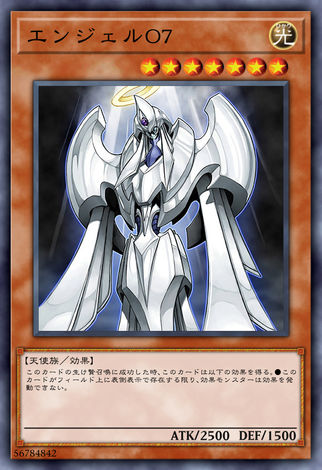 エンジェルO7
光
【天使族/効果】
このカードの生け贄召喚に成功した時、このカードは以下の効果を得る。●こ
のカードがフィールド上に表側表示で存在する限り、効果モンスターは効果を発
動できない。
ATK/2500 DEF/1500
56784842